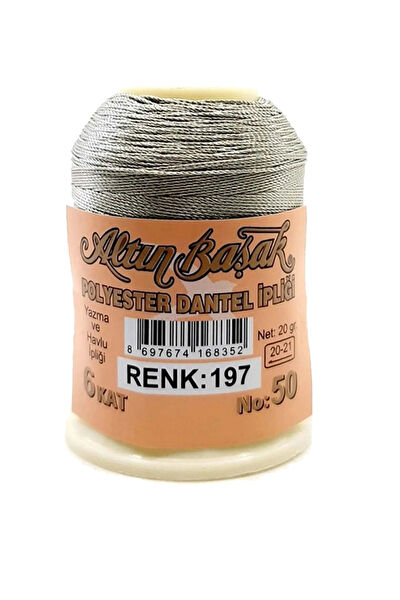 Altın Başak
POLYESTER DANTEL İPLİĞİ
Yazma
ve
Havlu
İpliği
Net: 20 gr.
20-21
8 697674 168352
RENK:197
6 KAT
No:50